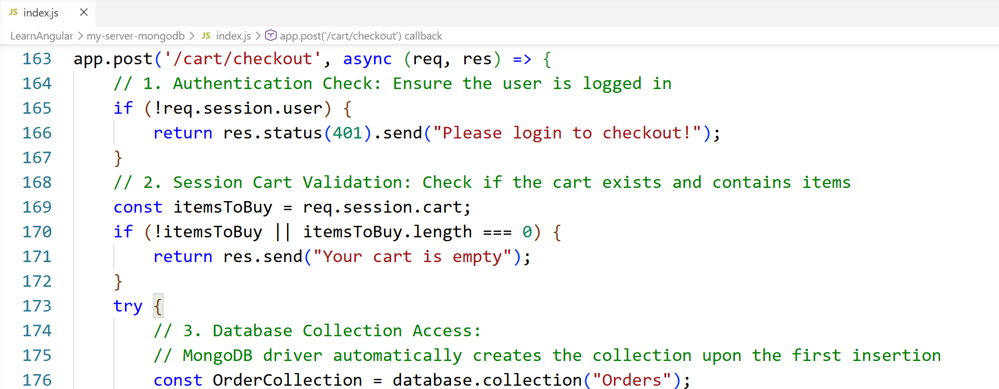 JS index.js ×
LearnAngular > my-server-mongodb > JS index.js > app.post('/cart/checkout') callback
163 app.post('/cart/checkout', async (req, res) => {
164 // 1. Authentication Check: Ensure the user is logged in
165 if (!req.session.user) {
166 return res.status(401).send("Please login to checkout!");
167 }
168 // 2. Session Cart Validation: Check if the cart exists and contains items
169 const itemsToBuy = req.session.cart;
170 if (!itemsToBuy || itemsToBuy.length === 0) {
171 return res.send("Your cart is empty");
172 }
173 try {
174 // 3. Database Collection Access:
175 // MongoDB driver automatically creates the collection upon the first insertion
176 const OrderCollection = database.collection("Orders");